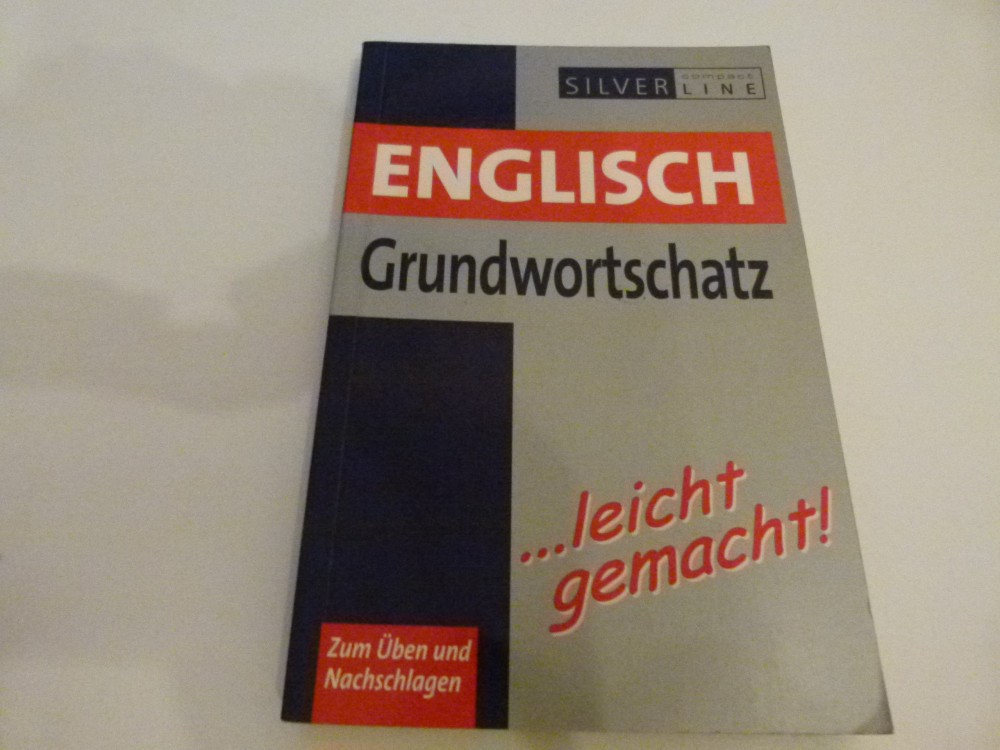 compact
SILVER LINE
ENGLISCH
Grundwortschatz
...leicht
gemacht!
Zum Üben und
Nachschlagen